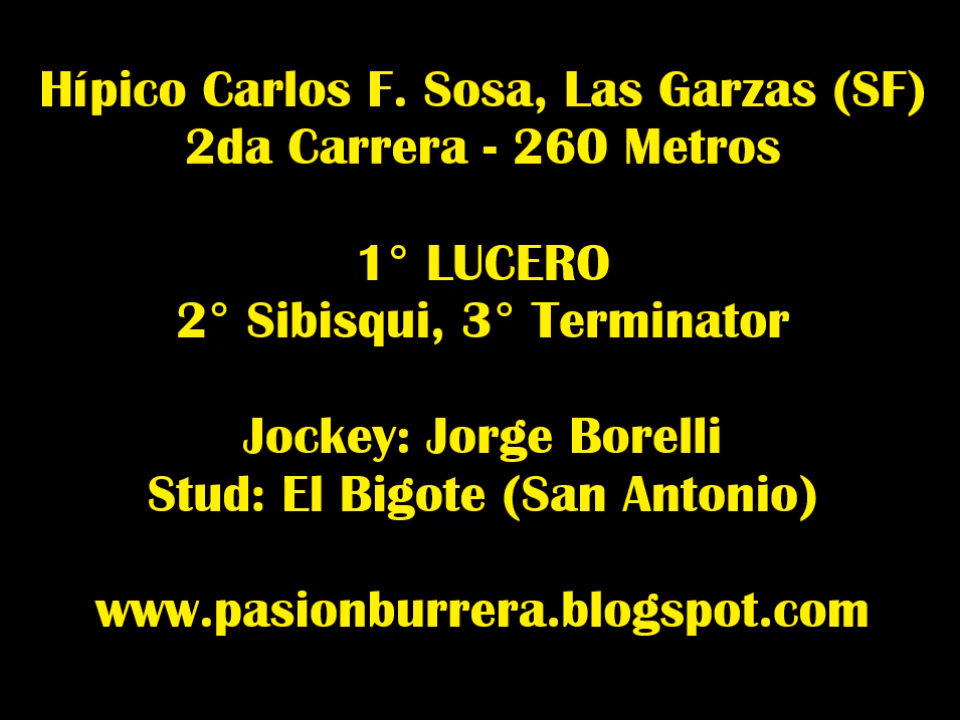 Hípico Carlos F. Sosa, Las Garzas (SF)
2da Carrera - 260 Metros
1° LUCERO
2° Sibisqui, 3° Terminator
Jockey: Jorge Borelli
Stud: El Bigote (San Antonio)
www.pasionburrera.blogspot.com